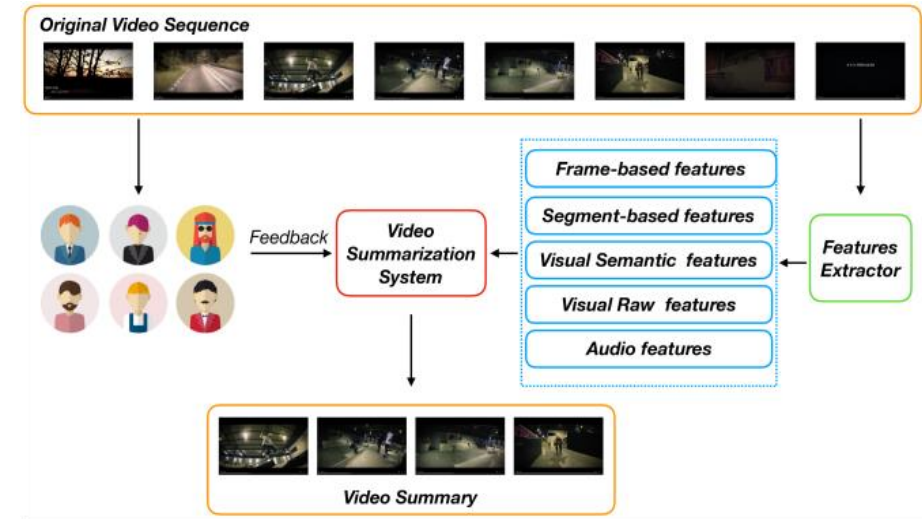 Original Video Sequence
Frame-based features
Segment-based features
Visual Semantic features
Visual Raw features
Audio features
Features
Extractor
Feedback
Video
Summarization
System
Video Summary